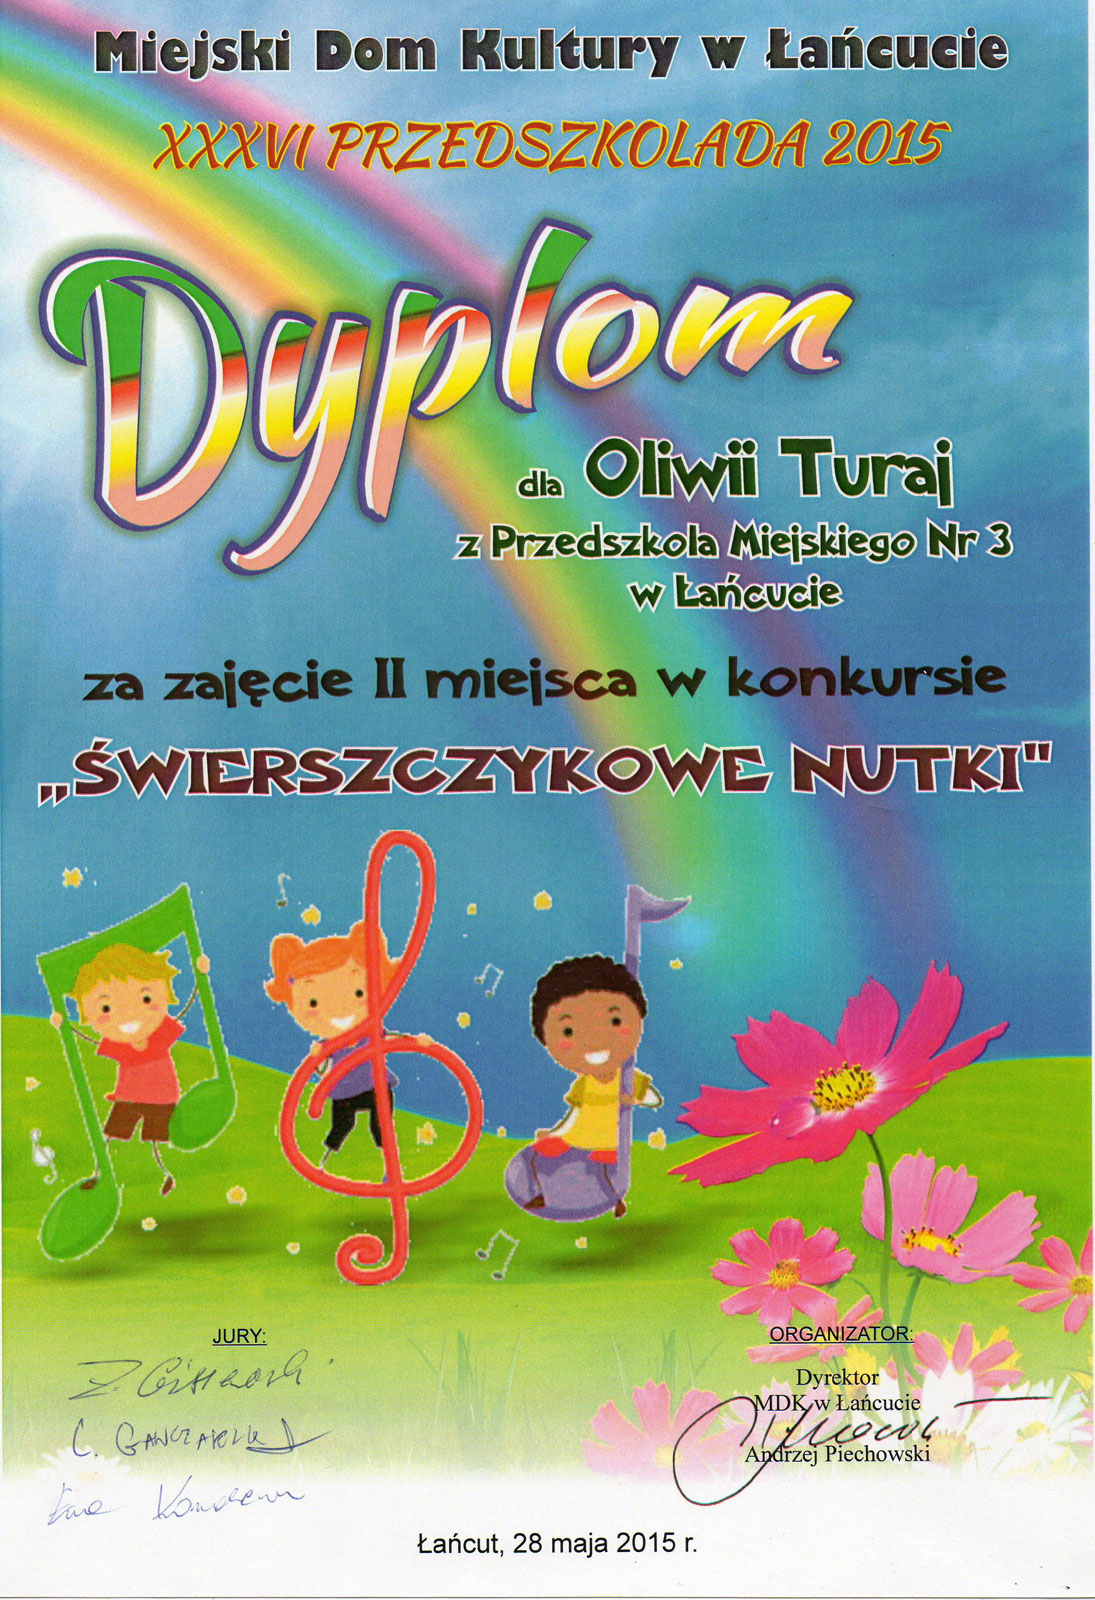 Miejski Dom Kultury w Łańcucie
XXXVI PRZEDSZKOLADA 2015
Dyplom
dla Oliwii Turaj
z Przedszkola Miejskiego Nr 3
w Łańcucie
za zajęcie II miejsca w konkursie
„ŚWIERSZCZYKOWE NUTKI"
JURY:
ORGANIZATOR:
Dyrektor
MDK w Łańcucie
Andrzej Piechowski
Łańcut, 28 maja 2015 r.